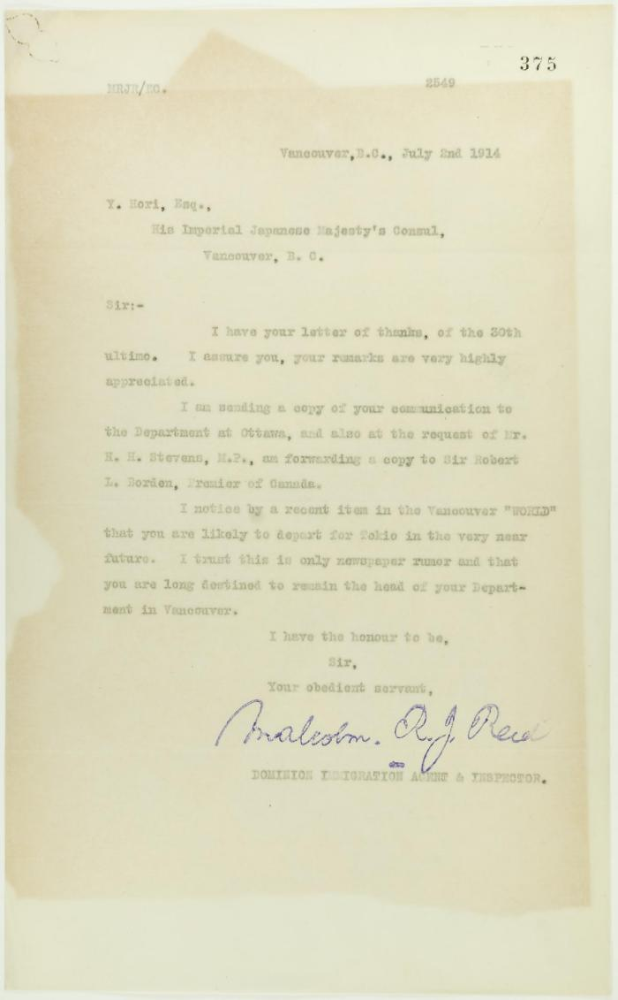 375
MRJR/EC.
2549
Vancouver,B.C., July 2nd 1914
Y. Hori, Esq.,
His Imperial Japanese Majesty's Consul,
Vancouver, B. C.
Sir:-
I have your letter of thanks, of the 30th
ultimo. I assure you, your remarks are very highly
appreciated.
I am sending a copy of your communication to
the Department at Ottawa, and also at the request of Mr.
H. H. Stevens, M.P., am forwarding a copy to Sir Robert
L. Borden, Premier of Canada.
I notice by a recent item in the Vancouver "WORLD"
that you are likely to depart for Tokio in the very near
future. I trust this is only newspaper rumor and that
you are long destined to remain the head of your Depart-
ment in Vancouver.
I have the honour to be,
Sir,
Your obedient servant,
Malcolm. R. J. Reid
DOMINION IMMIGRATION AGENT & INSPECTOR.